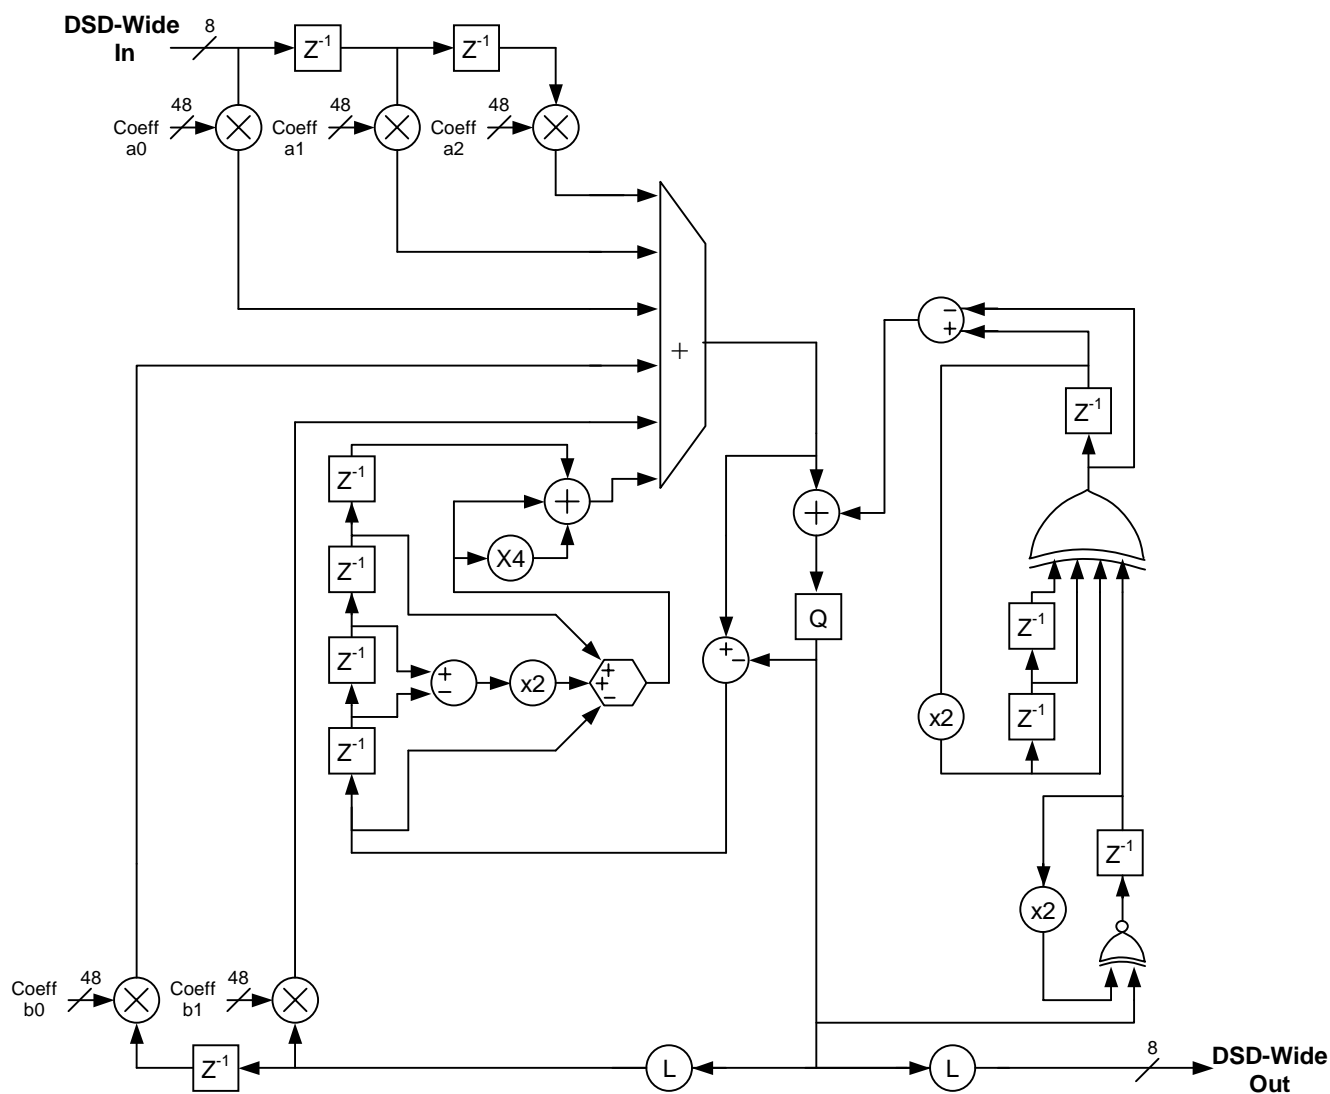 DSD-Wide
In
8
Z⁻¹
Z⁻¹
48
Coeff
a0
48
Coeff
a1
48
Coeff
a2
+
−
+
Z⁻¹
Z⁻¹
+
X4
Z⁻¹
+
Q
Z⁻¹
Z⁻¹
+
−
x2
+
+
−
+
−
x2
Z⁻¹
Z⁻¹
Z⁻¹
x2
48
Coeff
b0
48
Coeff
b1
Z⁻¹
L
L
8
DSD-Wide
Out